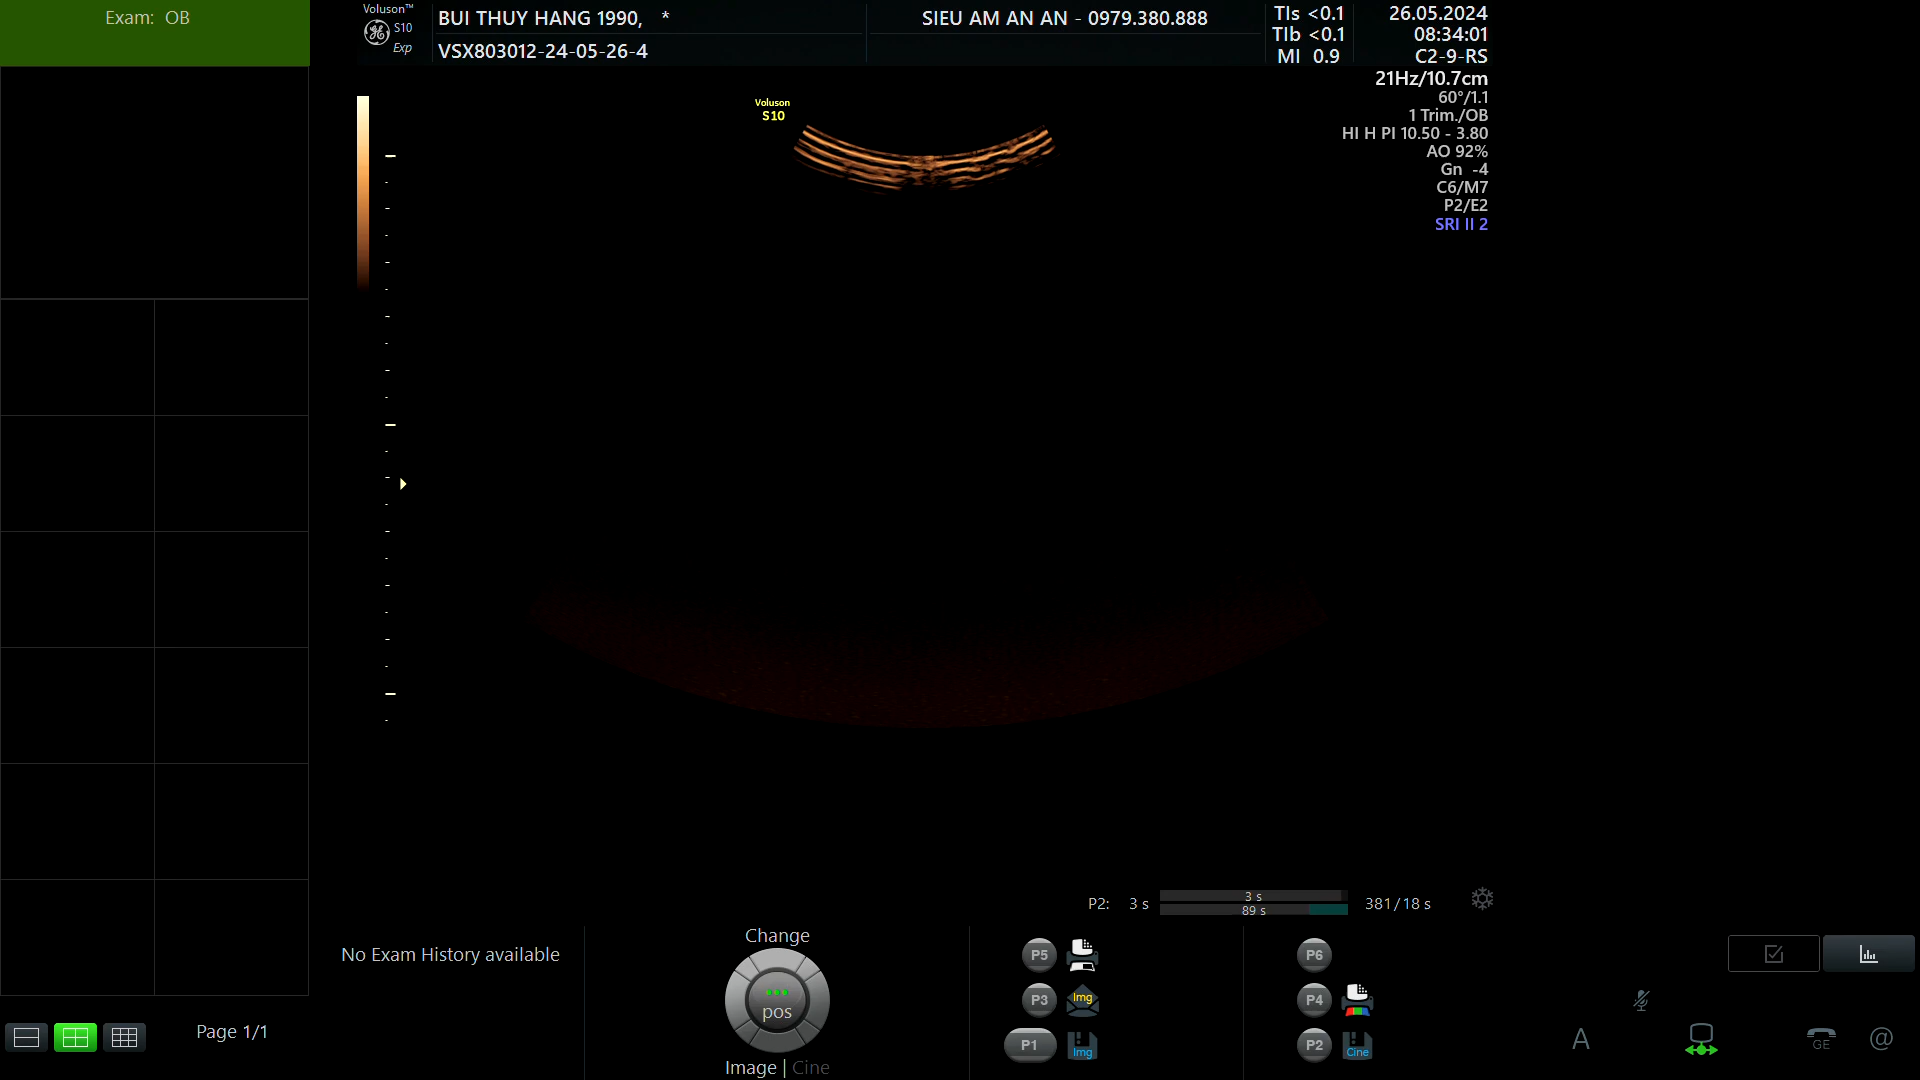 Exam: OB
Voluson™
S10
Exp
BUI THUY HANG 1990, *
VSX803012-24-05-26-4
SIEU AM AN AN - 0979.380.888
TIs <0.1
TIb <0.1
MI 0.9
26.05.2024
08:34:01
C2-9-RS
21Hz/10.7cm
60°/1.1
1 Trim./OB
HI H PI 10.50 - 3.80
AO 92%
Gn -4
C6/M7
P2/E2
SRI II 2
Voluson
S10
P2: 3 s
3 s
89 s
381/18 s
No Exam History available
Change
pos
Image | Cine
P5
P3
Img
P1
Img
P6
P4
P2
Cine
Page 1/1
A
GE
@